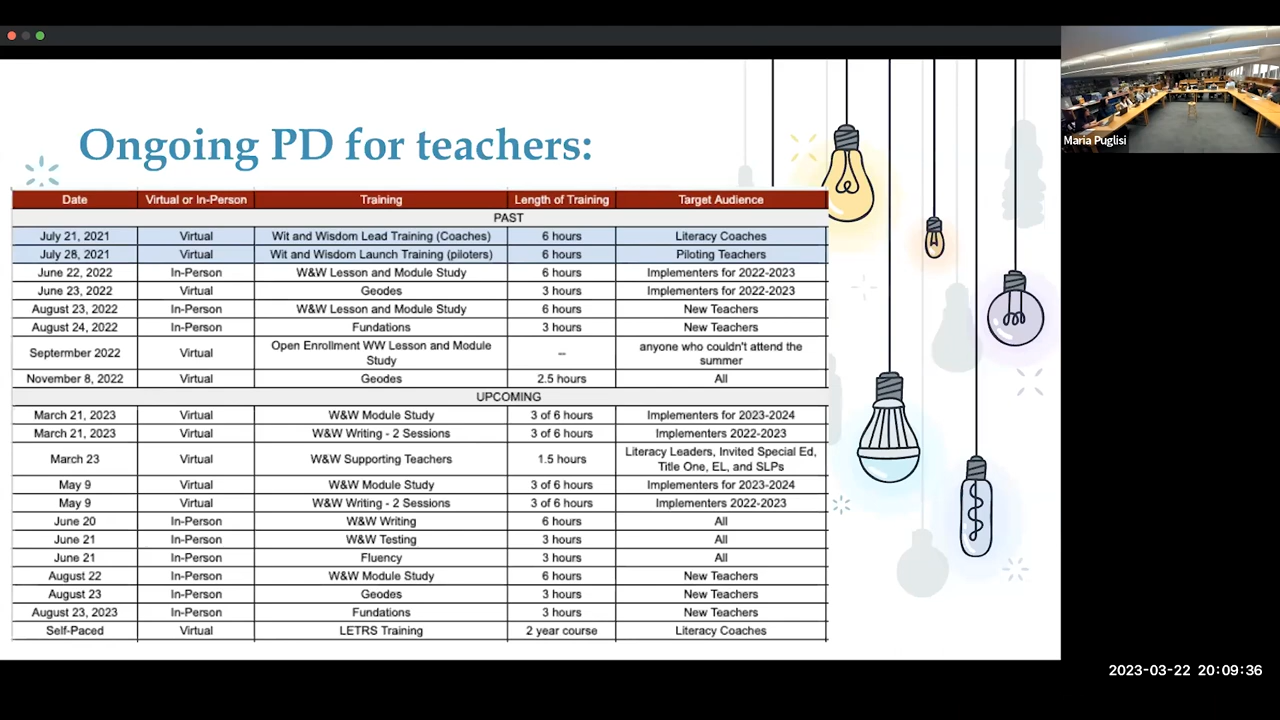 Ongoing PD for teachers:
Date Virtual or In-Person Training Length of Training Target Audience
PAST
July 21, 2021 Virtual Wit and Wisdom Lead Training (Coaches) 6 hours Literacy Coaches
July 28, 2021 Virtual Wit and Wisdom Launch Training (piloters) 6 hours Piloting Teachers
June 22, 2022 In-Person W&W Lesson and Module Study 6 hours Implementers for 2022-2023
June 23, 2022 Virtual Geodes 3 hours Implementers for 2022-2023
August 23, 2022 In-Person W&W Lesson and Module Study 6 hours New Teachers
August 24, 2022 In-Person Fundations 3 hours New Teachers
Septermber 2022 Virtual Open Enrollment WW Lesson and Module Study -- anyone who couldn't attend the summer
November 8, 2022 Virtual Geodes 2.5 hours All
UPCOMING
March 21, 2023 Virtual W&W Module Study 3 of 6 hours Implementers for 2023-2024
March 21, 2023 Virtual W&W Writing - 2 Sessions 3 of 6 hours Implementers 2022-2023
March 23 Virtual W&W Supporting Teachers 1.5 hours Literacy Leaders, Invited Special Ed, Title One, EL, and SLPs
May 9 Virtual W&W Module Study 3 of 6 hours Implementers for 2023-2024
May 9 Virtual W&W Writing - 2 Sessions 3 of 6 hours Implementers 2022-2023
June 20 In-Person W&W Writing 6 hours All
June 21 In-Person W&W Testing 3 hours All
June 21 In-Person Fluency 3 hours All
August 22 In-Person W&W Module Study 6 hours New Teachers
August 23 In-Person Geodes 3 hours New Teachers
August 23, 2023 In-Person Fundations 3 hours New Teachers
Self-Paced Virtual LETRS Training 2 year course Literacy Coaches
Maria Puglisi
2023-03-22 20:09:36